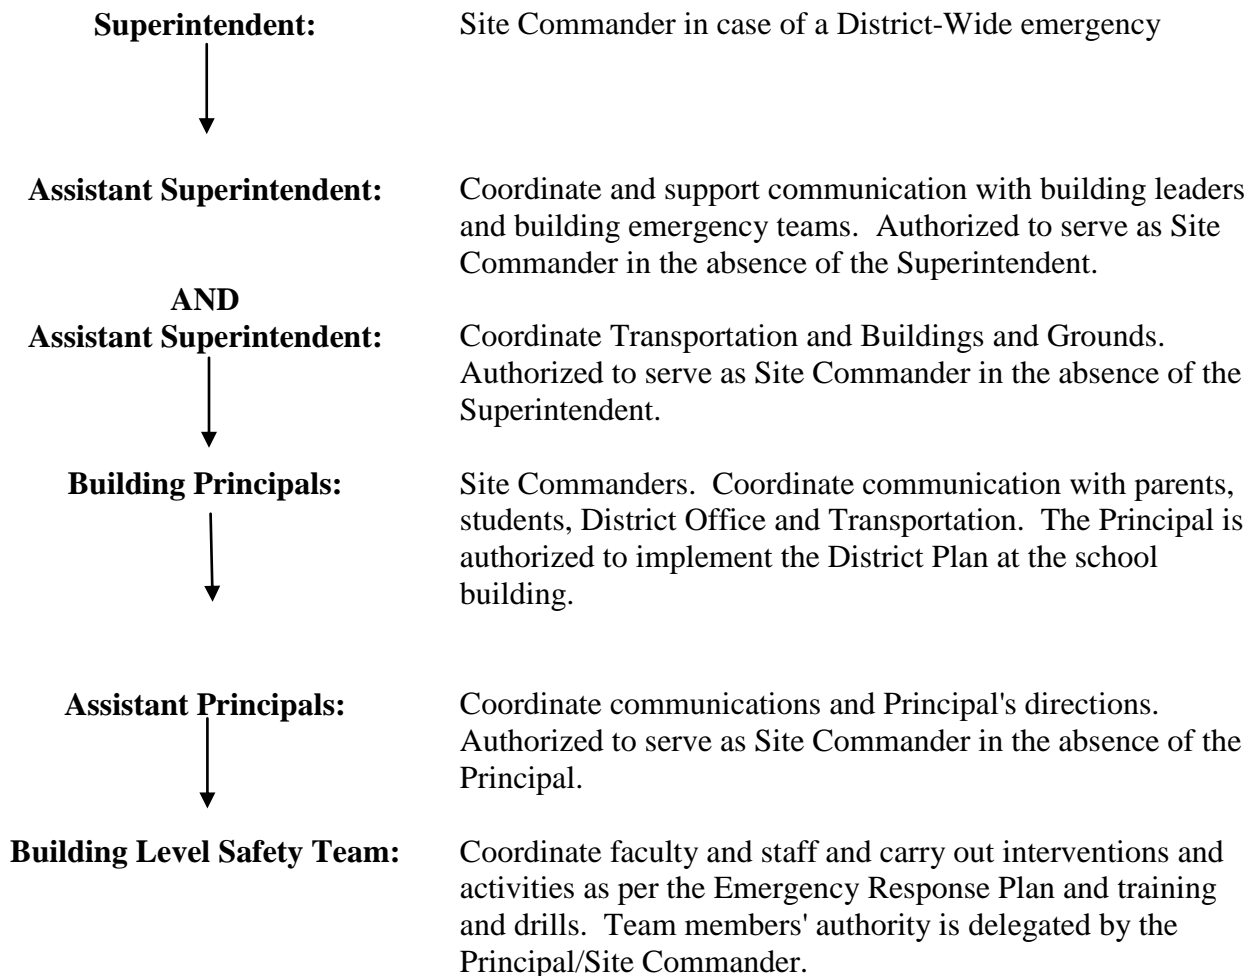 Superintendent: Site Commander in case of a District-Wide emergency
Assistant Superintendent: Coordinate and support communication with building leaders
and building emergency teams. Authorized to serve as Site
Commander in the absence of the Superintendent.
AND
Assistant Superintendent: Coordinate Transportation and Buildings and Grounds.
Authorized to serve as Site Commander in the absence of the
Superintendent.
Building Principals: Site Commanders. Coordinate communication with parents,
students, District Office and Transportation. The Principal is
authorized to implement the District Plan at the school
building.
Assistant Principals: Coordinate communications and Principal's directions.
Authorized to serve as Site Commander in the absence of the
Principal.
Building Level Safety Team: Coordinate faculty and staff and carry out interventions and
activities as per the Emergency Response Plan and training
and drills. Team members' authority is delegated by the
Principal/Site Commander.